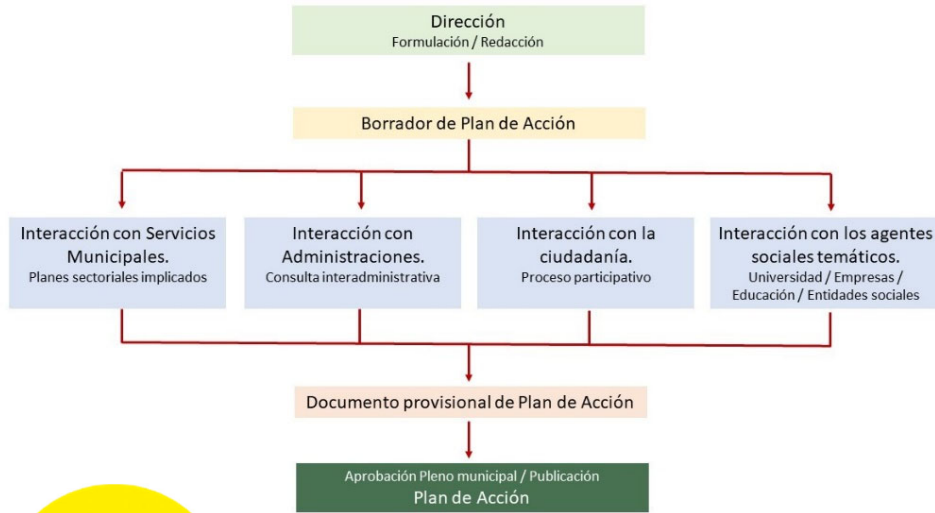 Dirección
Formulación / Redacción
Borrador de Plan de Acción
Interacción con Servicios
Municipales.
Planes sectoriales implicados
Interacción con
Administraciones.
Consulta interadministrativa
Interacción con la
ciudadanía.
Proceso participativo
Interacción con los agentes
sociales temáticos.
Universidad / Empresas /
Educación / Entidades sociales
Documento provisional de Plan de Acción
Aprobación Pleno municipal / Publicación
Plan de Acción